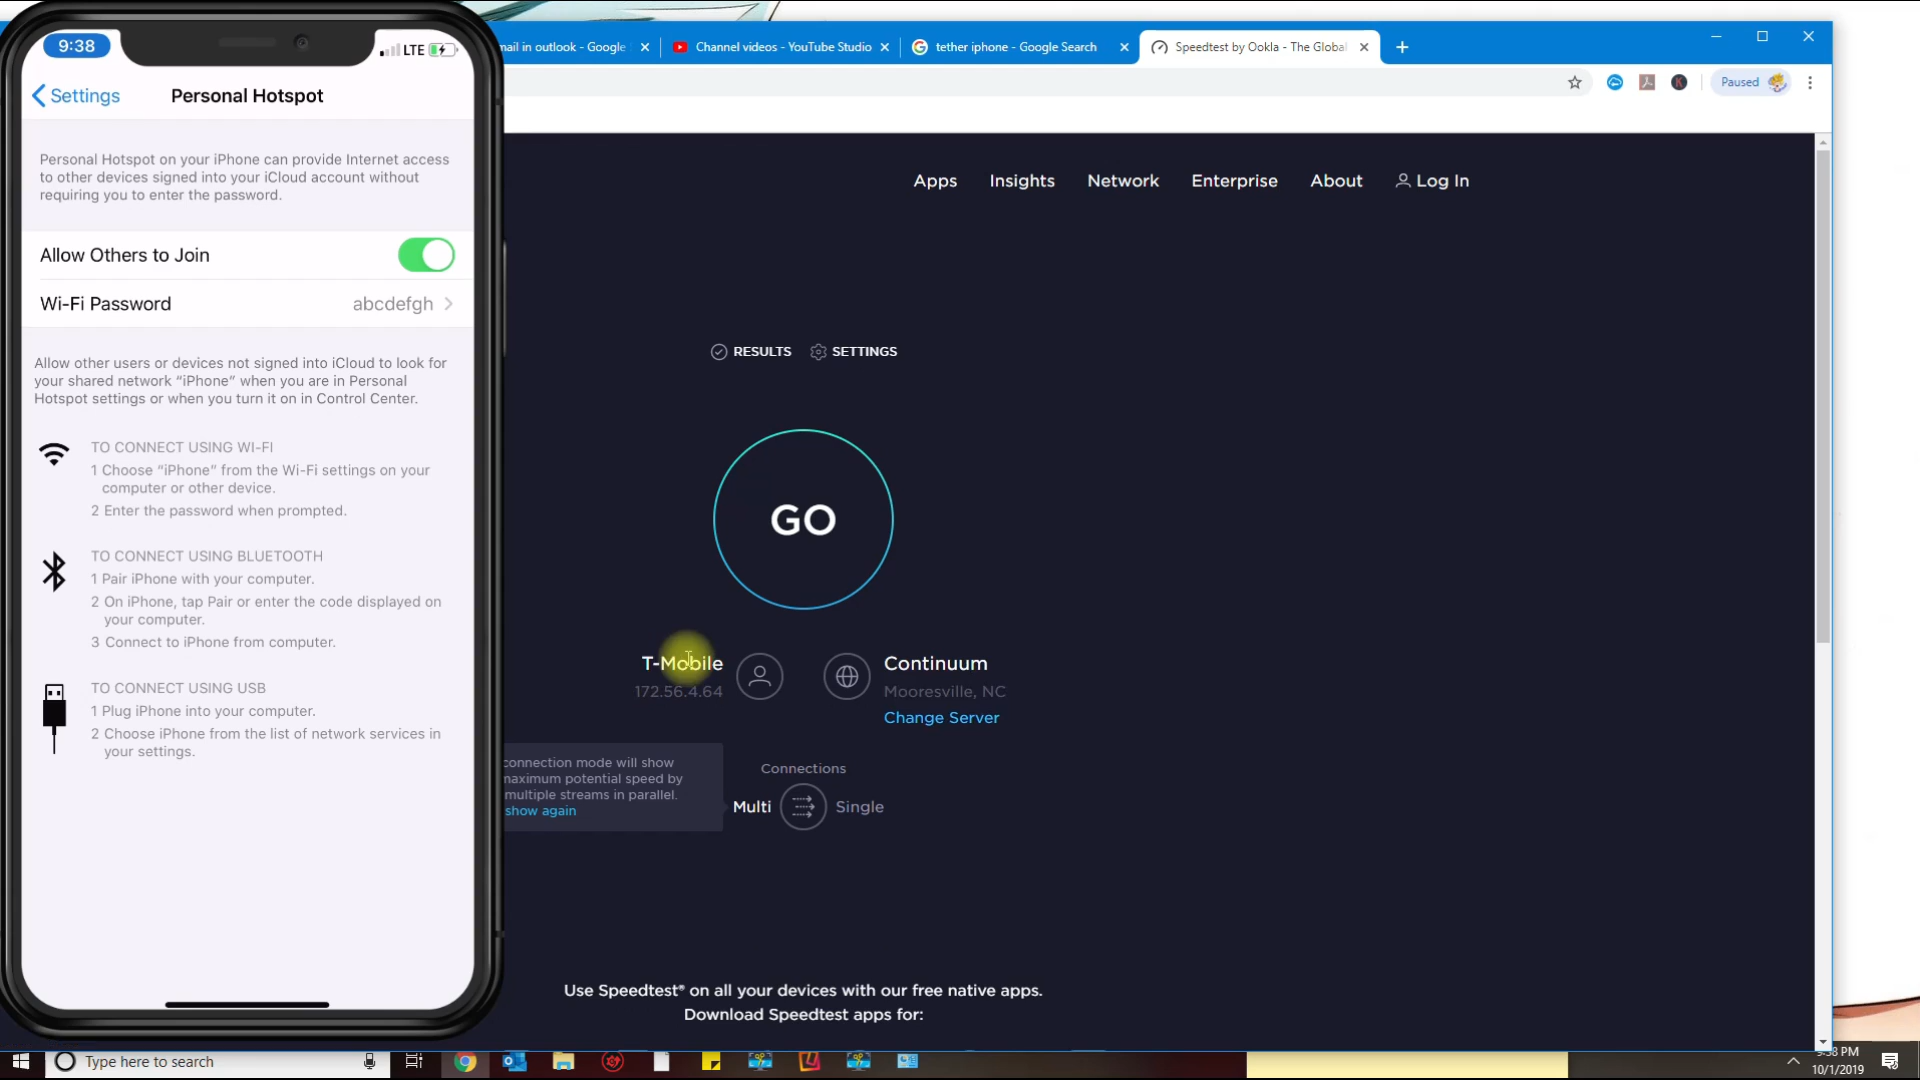 9:38
LTE
Settings
Personal Hotspot
Personal Hotspot on your iPhone can provide Internet access
to other devices signed into your iCloud account without
requiring you to enter the password.
Allow Others to Join
Wi-Fi Password
abcdefgh
Allow other users or devices not signed into iCloud to look for
your shared network “iPhone” when you are in Personal
Hotspot settings or when you turn it on in Control Center.
TO CONNECT USING WI-FI
1 Choose “iPhone” from the Wi-Fi settings on your
computer or other device.
2 Enter the password when prompted.
TO CONNECT USING BLUETOOTH
1 Pair iPhone with your computer.
2 On iPhone, tap Pair or enter the code displayed on
your computer.
3 Connect to iPhone from computer.
TO CONNECT USING USB
1 Plug iPhone into your computer.
2 Choose iPhone from the list of network services in
your settings.
mail in outlook - Google
Channel videos - YouTube Studio
tether iphone - Google Search
Speedtest by Ookla - The Global
Paused
Apps
Insights
Network
Enterprise
About
Log In
RESULTS
SETTINGS
GO
T-Mobile
172.56.4.64
Continuum
Mooresville, NC
Change Server
connection mode will show
maximum potential speed by
multiple streams in parallel.
show again
Connections
Multi
Single
Use Speedtest® on all your devices with our free native apps.
Download Speedtest apps for:
Type here to search
9:38 PM
10/1/2019